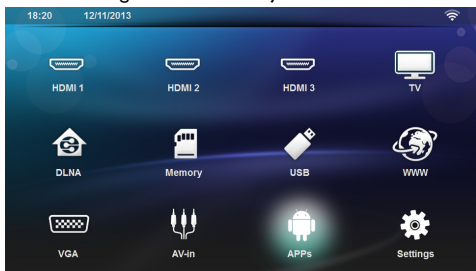 18:20 12/11/2013
HDMI 1 HDMI 2 HDMI 3 TV
DLNA Memory USB WWW
VGA AV-in APPs Settings